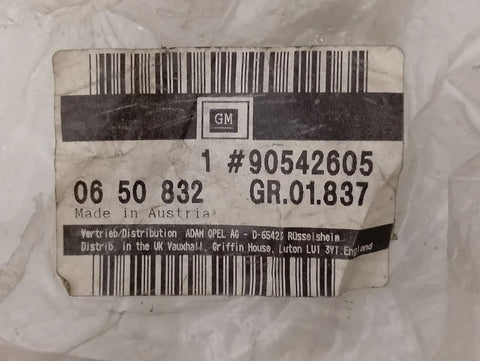 GM
1 #90542605
06 50 832 GR.01.837
Made in Austria
Vertrieb/Distribution ADAM OPEL AG - D-65423 Rüsselsheim
Distrib. in the UK Vauxhall, Griffin House, Luton LU1 3YT.England